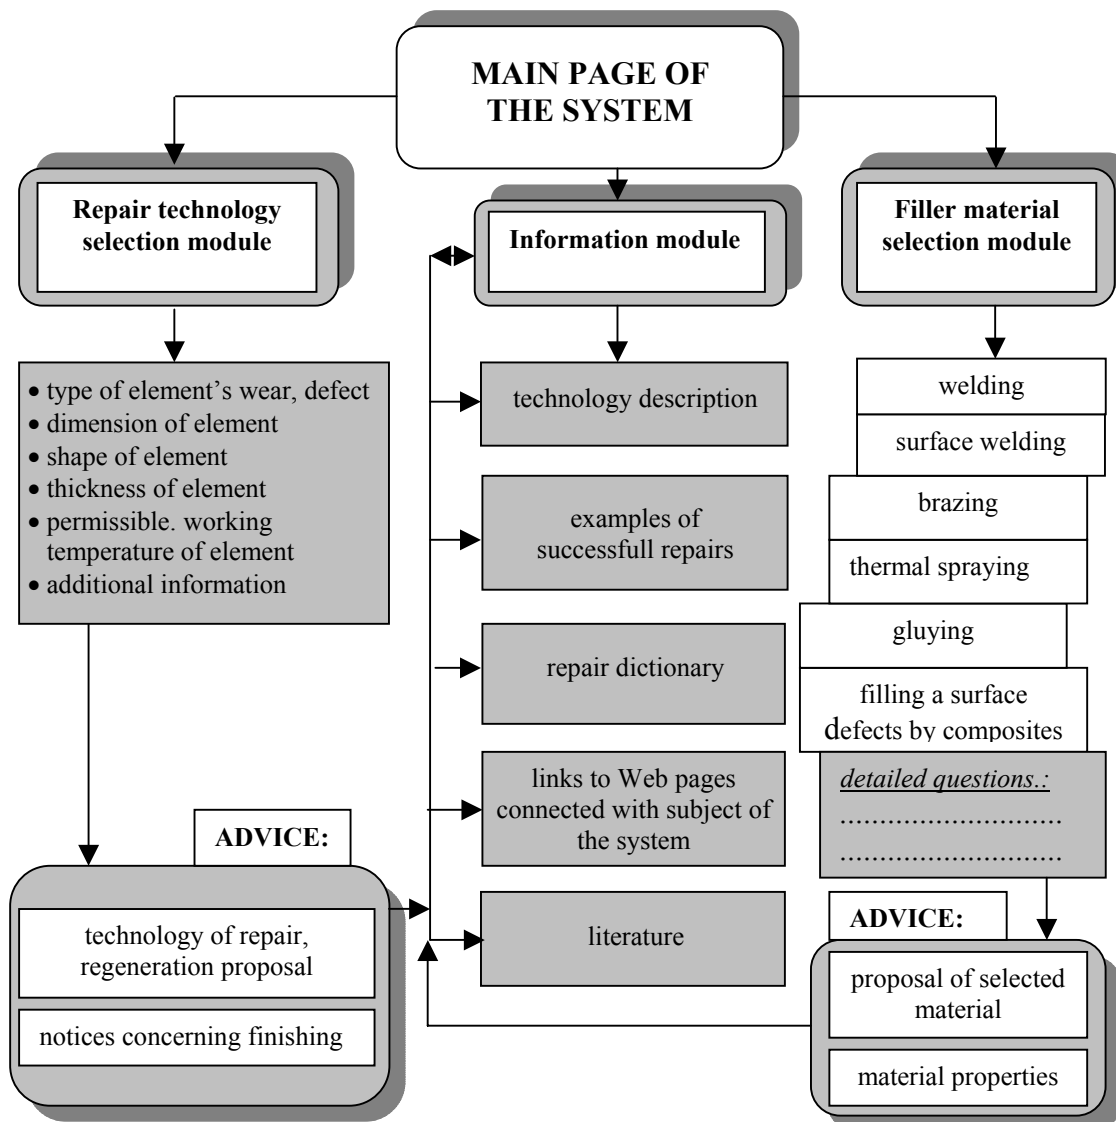 MAIN PAGE OF
THE SYSTEM
Repair technology
selection module
Information module
Filler material
selection module
• type of element’s wear, defect
• dimension of element
• shape of element
• thickness of element
• permissible. working
temperature of element
• additional information
technology description
examples of
successfull repairs
repair dictionary
links to Web pages
connected with subject of
the system
literature
welding
surface welding
brazing
thermal spraying
gluying
filling a surface
defects by composites
detailed questions.:
............................
............................
ADVICE:
technology of repair,
regeneration proposal
notices concerning finishing
ADVICE:
proposal of selected
material
material properties